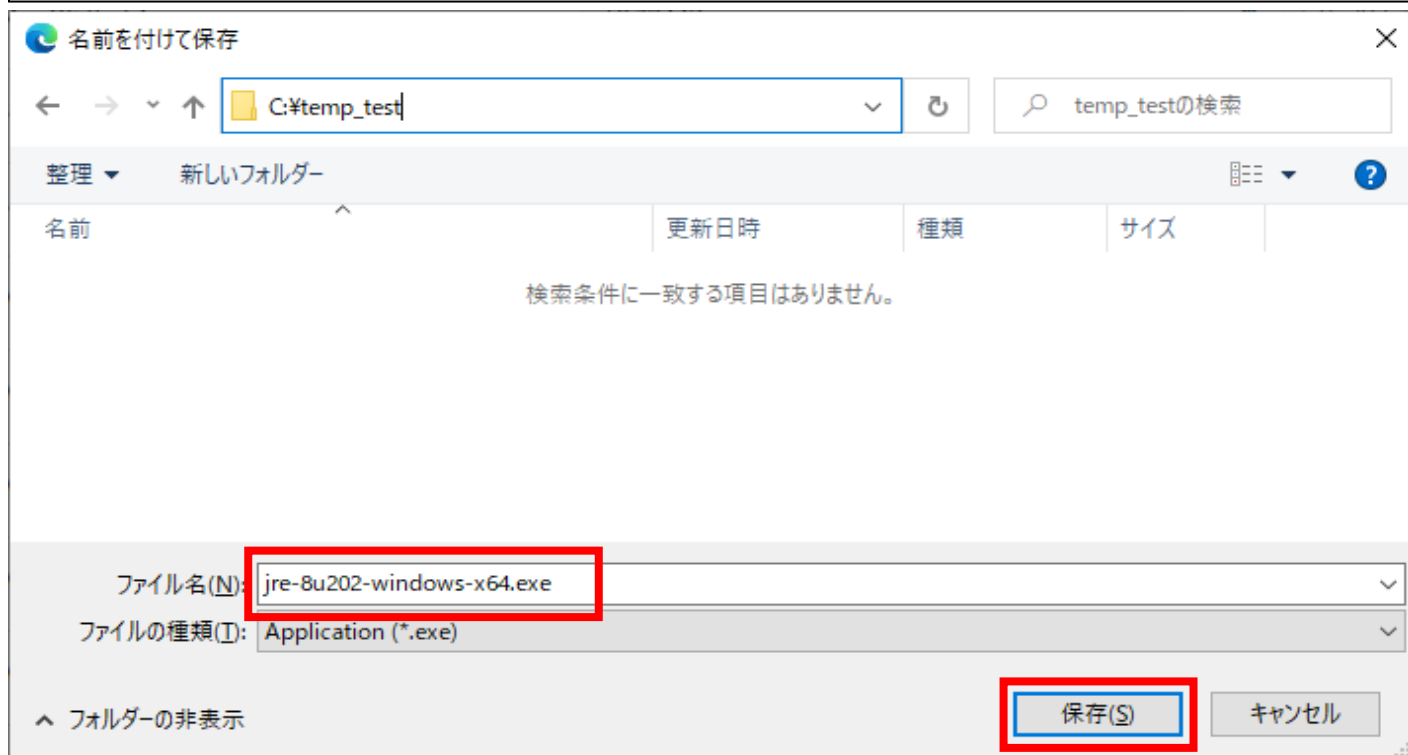 名前を付けて保存
C:¥temp_test
temp_testの検索
整理 新しいフォルダー
名前 更新日時 種類 サイズ
検索条件に一致する項目はありません。
ファイル名(N): jre-8u202-windows-x64.exe
ファイルの種類(T): Application (*.exe)
フォルダーの非表示 保存(S) キャンセル